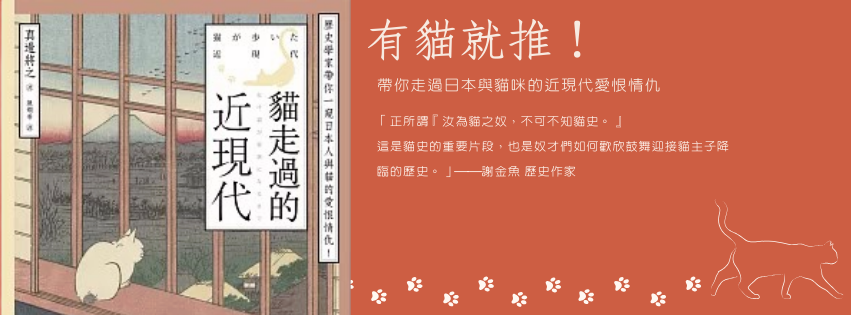 真邊將之 著
猫が歩いた
近現代
貓走過的
近現代
歷史學家帶你一窺日本人與貓的愛恨情仇！
有貓就推！
帶你走過日本與貓咪的近現代愛恨情仇
「正所謂『汝為貓之奴，不可不知貓史。』
這是貓史的重要片段，也是奴才們如何歡欣鼓舞迎接貓主子降
臨的歷史。」——謝金魚 歷史作家